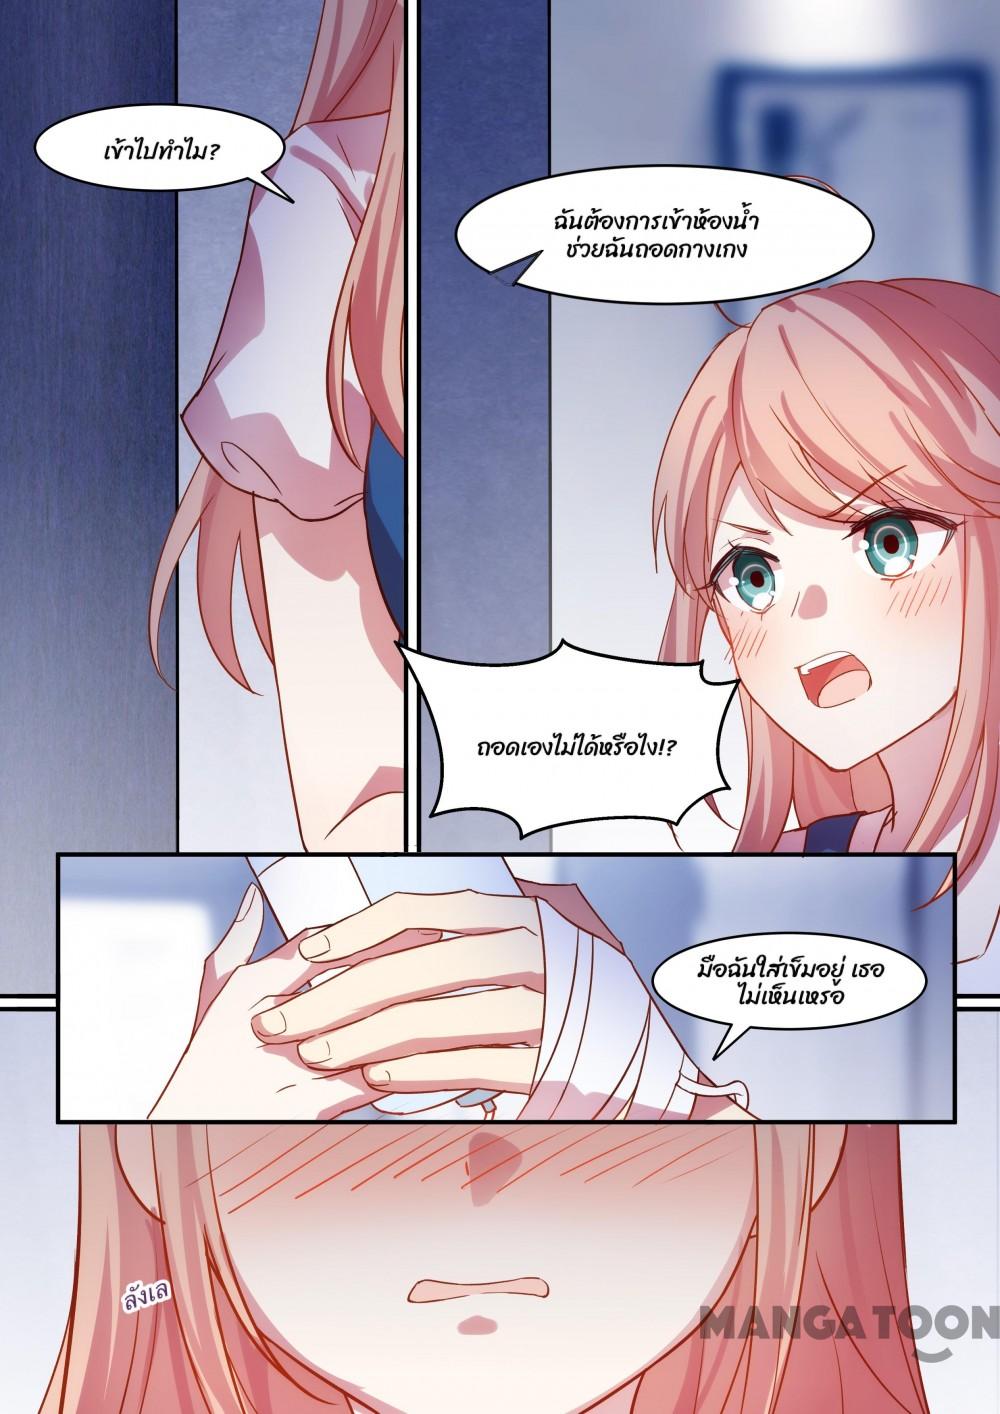 เข้าไปทำไม?
ฉันต้องการเข้าห้องน้ำ
ช่วยฉันถอดกางเกง
ถอดเองไม่ได้หรือไง!?
มือฉันใส่เข็มอยู่ เธอ
ไม่เห็นเหรอ
ลังเล
MANGATOON